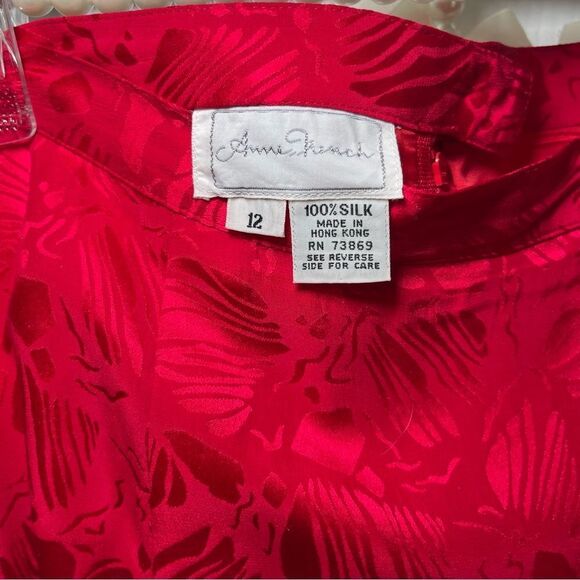 Anne French
12
100% SILK
MADE IN
HONG KONG
RN 73869
SEE REVERSE
SIDE FOR CARE